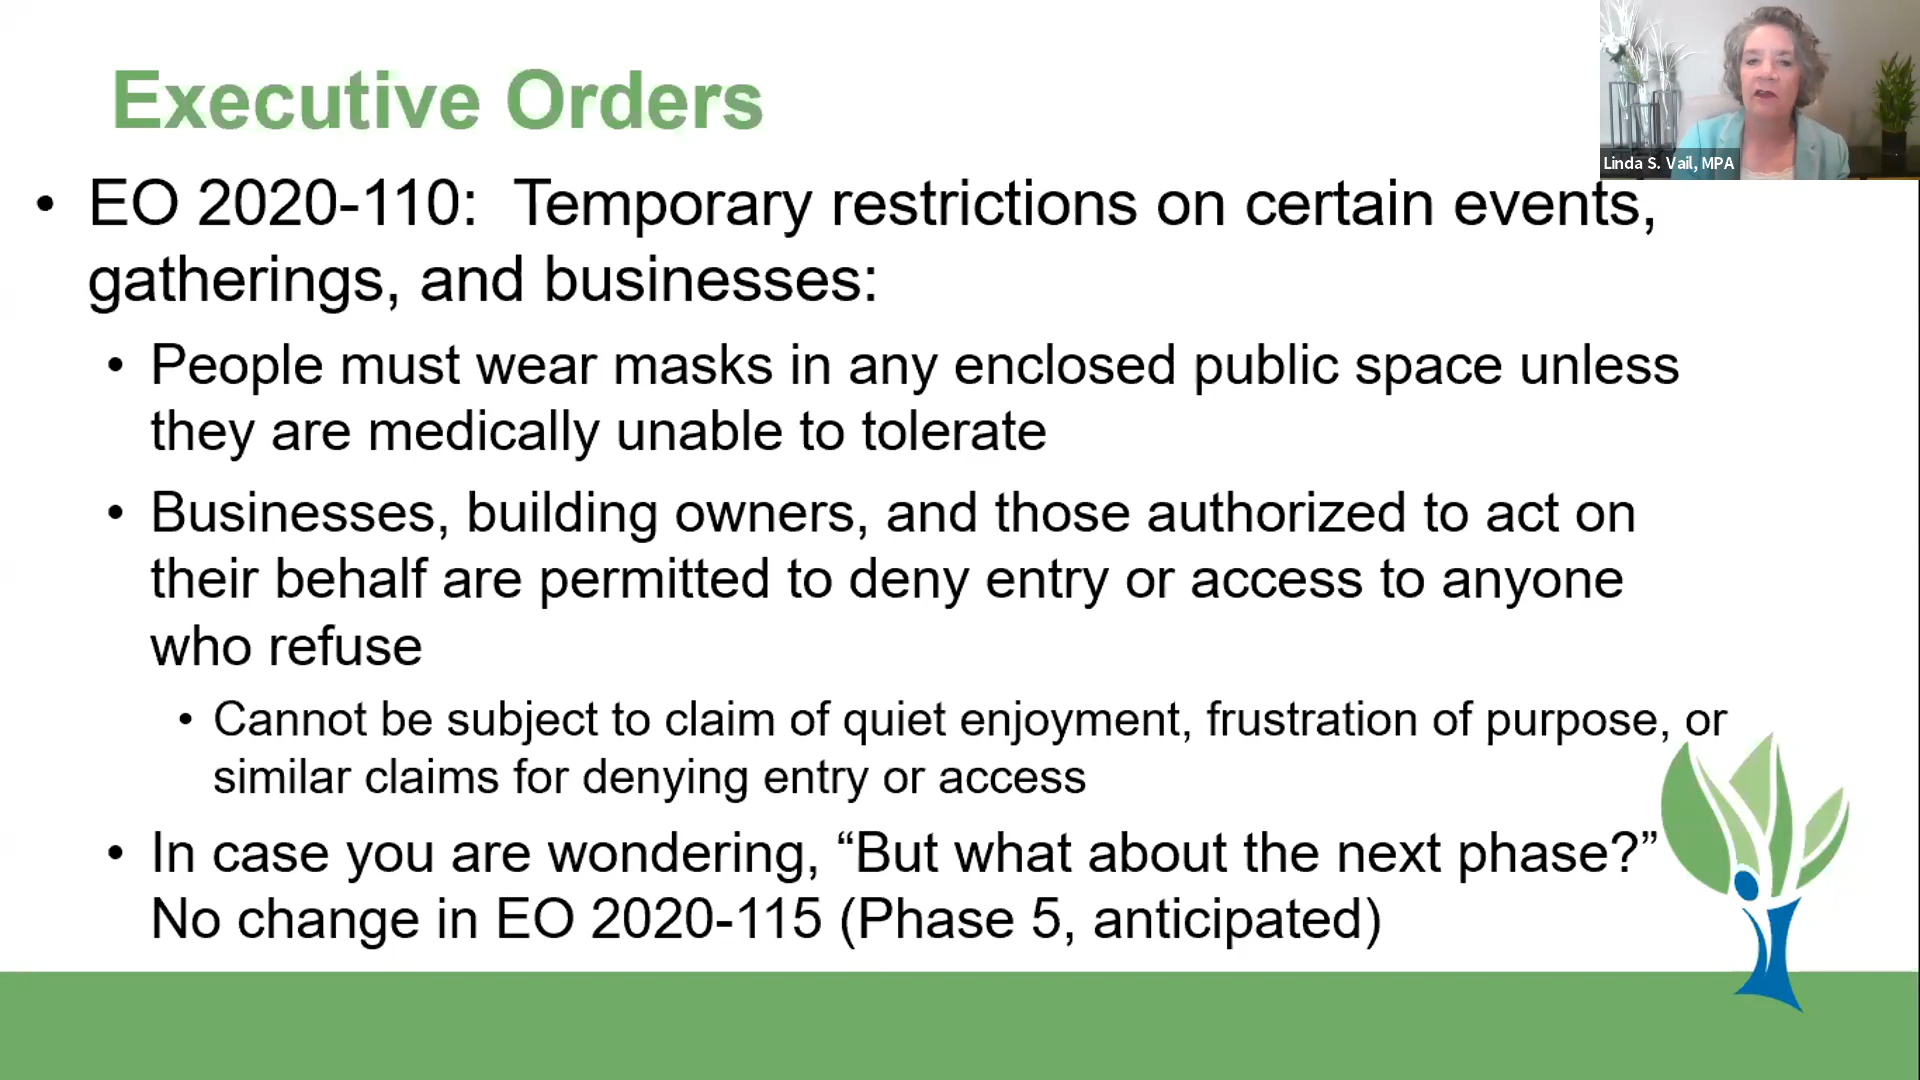 Executive Orders
Linda S. Vail, MPA
• EO 2020-110:  Temporary restrictions on certain events,
gatherings, and businesses:
• People must wear masks in any enclosed public space unless
they are medically unable to tolerate
• Businesses, building owners, and those authorized to act on
their behalf are permitted to deny entry or access to anyone
who refuse
• Cannot be subject to claim of quiet enjoyment, frustration of purpose, or
similar claims for denying entry or access
• In case you are wondering, “But what about the next phase?”
No change in EO 2020-115 (Phase 5, anticipated)